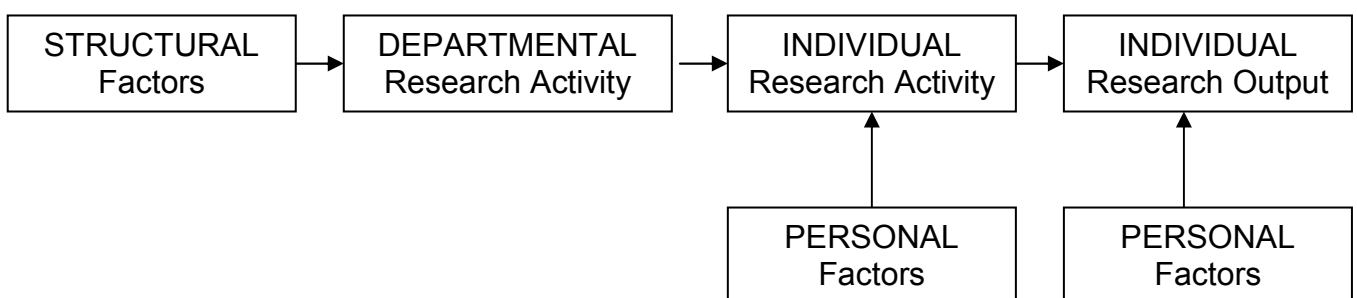 STRUCTURAL
Factors
DEPARTMENTAL
Research Activity
INDIVIDUAL
Research Activity
INDIVIDUAL
Research Output
PERSONAL
Factors
PERSONAL
Factors